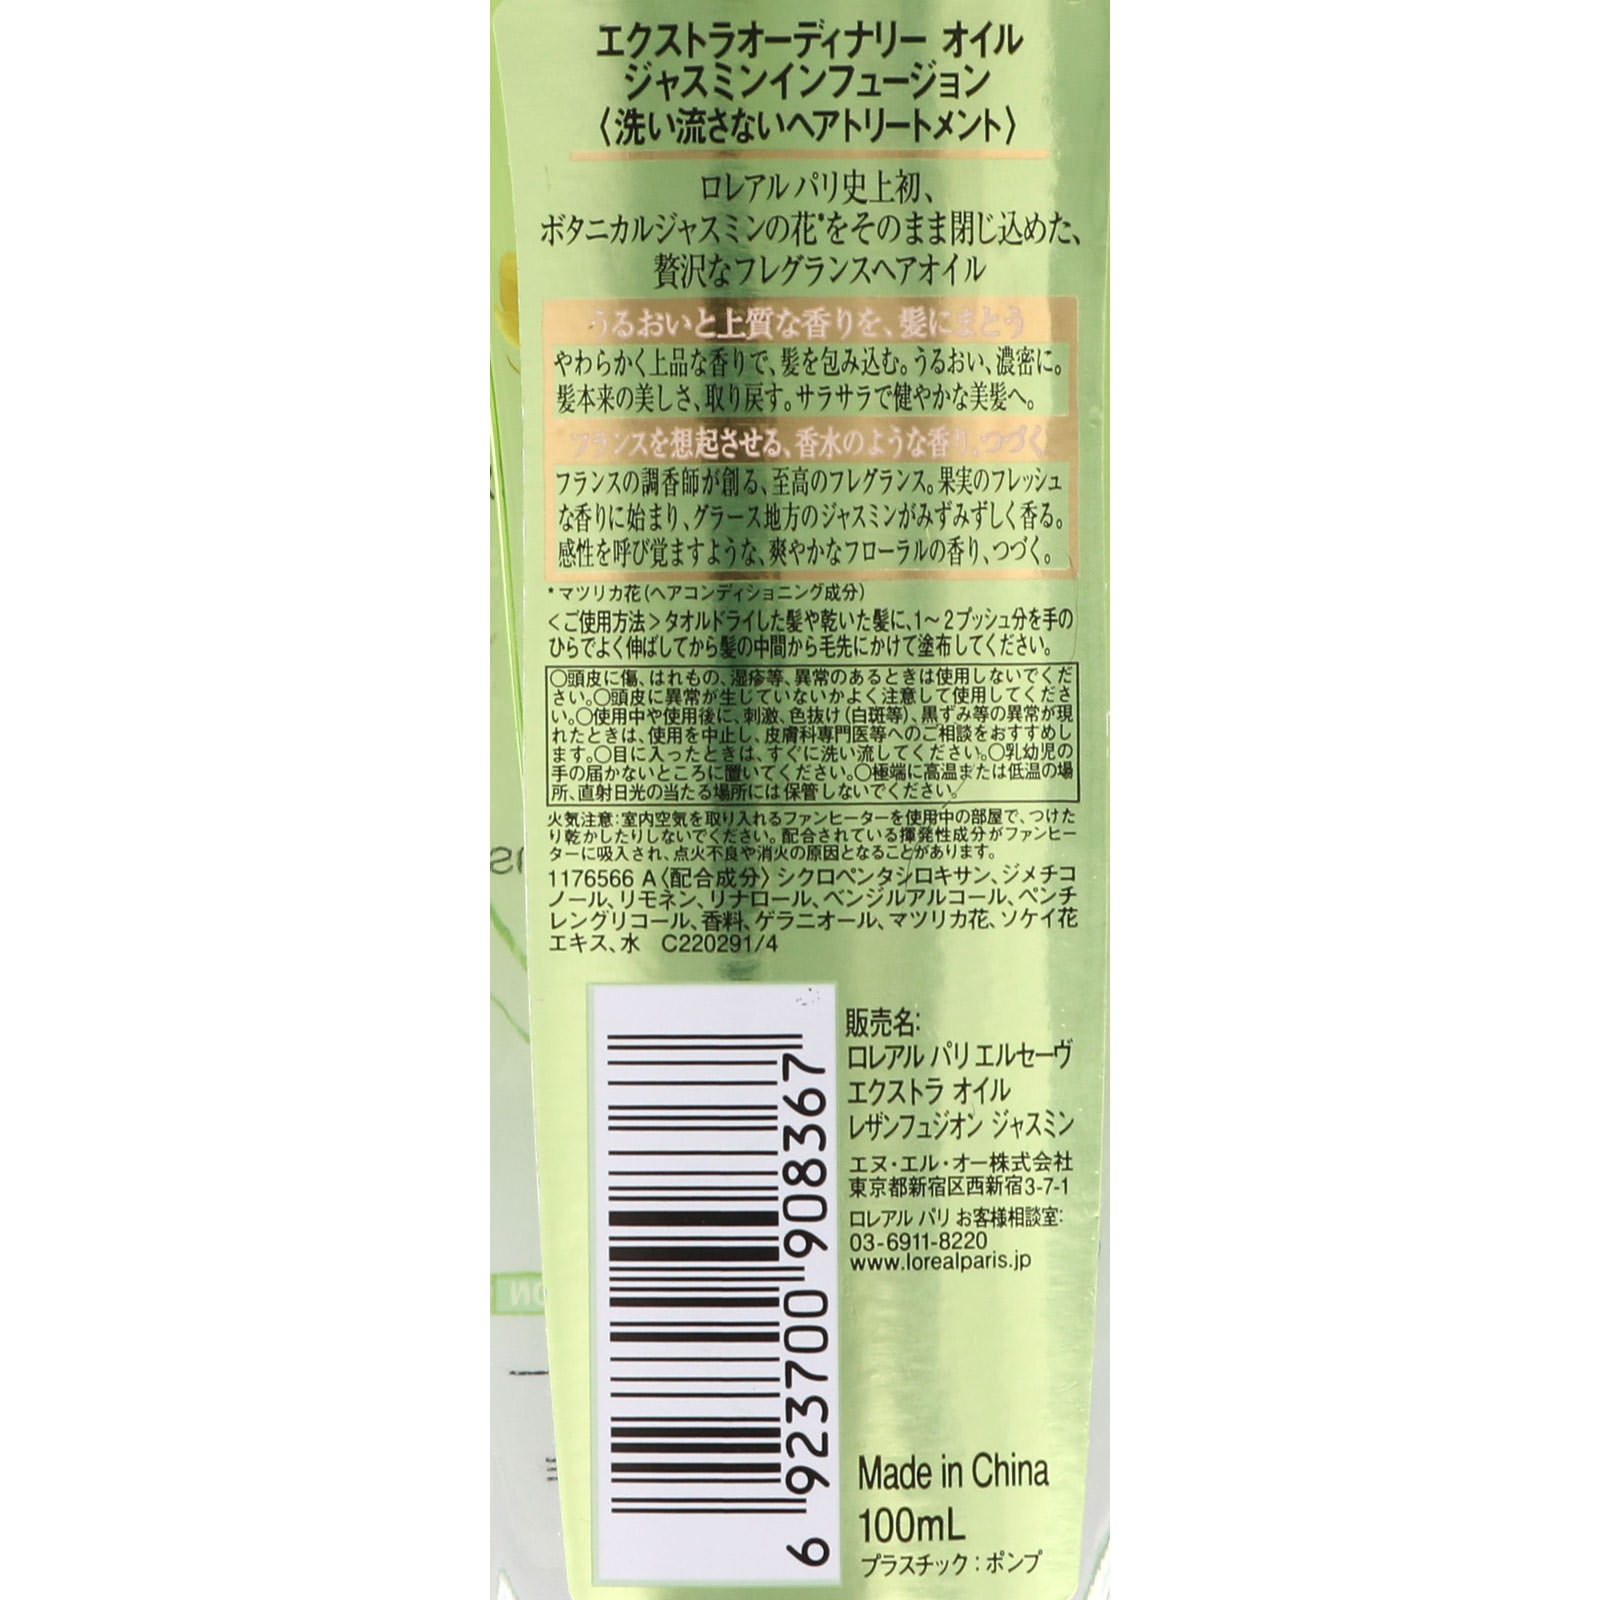 エクストラオーディナリー オイル
ジャスミンインフュージョン
〈洗い流さないヘアトリートメント〉
ロレアル パリ史上初、
ボタニカルジャスミンの花*をそのまま閉じ込めた、
贅沢なフレグランスヘアオイル
うるおいと上質な香りを、髪にまとう
やわらかく上品な香りで、髪を包み込む。うるおい、濃密に。
髪本来の美しさ、取り戻す。サラサラで健やかな美髪へ。
フランスを想起させる、香水のような香り、つづく
フランスの調香師が創る、至高のフレグランス。果実のフレッシュ
な香りに始まり、グラース地方のジャスミンがみずみずしく香る。
感性を呼び覚ますような、爽やかなフローラルの香り、つづく。
*マツリカ花(ヘアコンディショニング成分)
<ご使用方法>タオルドライした髪や乾いた髪に、1〜2プッシュ分を手の
ひらでよく伸ばしてから髪の中間から毛先にかけて塗布してください。
○頭皮に傷、はれもの、湿疹等、異常のあるときは使用しないでくだ
さい。○頭皮に異常が生じていないかよく注意して使用してくださ
い。○使用中や使用後に、刺激、色抜け(白斑等)、黒ずみ等の異常が現
れたときは、使用を中止し、皮膚科専門医等へのご相談をおすすめし
ます。○目に入ったときは、すぐに洗い流してください。○乳幼児の
手の届かないところに置いてください。○極端に高温または低温の場
所、直射日光の当たる場所には保管しないでください。
火気注意:室内空気を取り入れるファンヒーターを使用中の部屋で、つけた
り乾かしたりしないでください。配合されている揮発性成分がファンヒー
ターに吸入され、点火不良や消火の原因となることがあります。
1176566 A〈配合成分〉シクロペンタシロキサン、ジメチコ
ノール、リモネン、リナロール、ベンジルアルコール、ペンチ
レングリコール、香料、ゲラニオール、マツリカ花、ソケイ花
エキス、水 C220291/4
販売名:
ロレアル パリ エルセーヴ
エクストラ オイル
レザンフュジオン ジャスミン
エヌ・エル・オー株式会社
東京都新宿区西新宿3-7-1
ロレアル パリ お客様相談室:
03-6911-8220
www.lorealparis.jp
6 923700 908367
Made in China
100mL
プラスチック:ポンプ